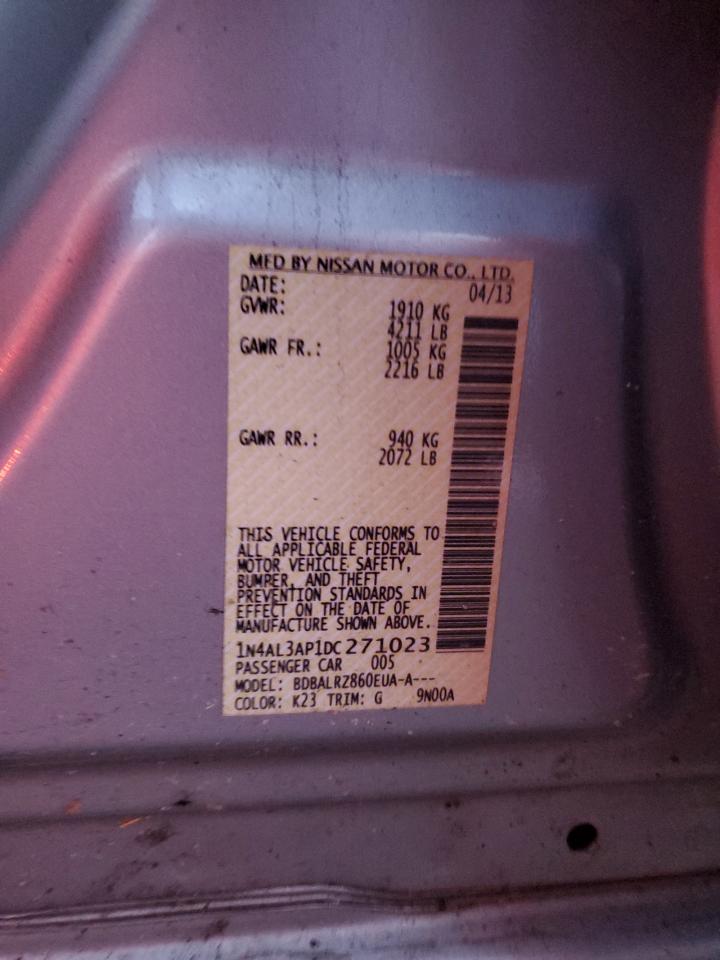 MFD BY NISSAN MOTOR CO., LTD.
DATE: 04/13
GVWR: 1910 KG
4211 LB
GAWR FR.: 1005 KG
2216 LB
GAWR RR.: 940 KG
2072 LB
THIS VEHICLE CONFORMS TO
ALL APPLICABLE FEDERAL
MOTOR VEHICLE SAFETY,
BUMPER, AND THEFT
PREVENTION STANDARDS IN
EFFECT ON THE DATE OF
MANUFACTURE SHOWN ABOVE.
1N4AL3AP1DC271023
PASSENGER CAR 005
MODEL: BDBALRZ860EUA-A---
COLOR: K23 TRIM: G 9N00A